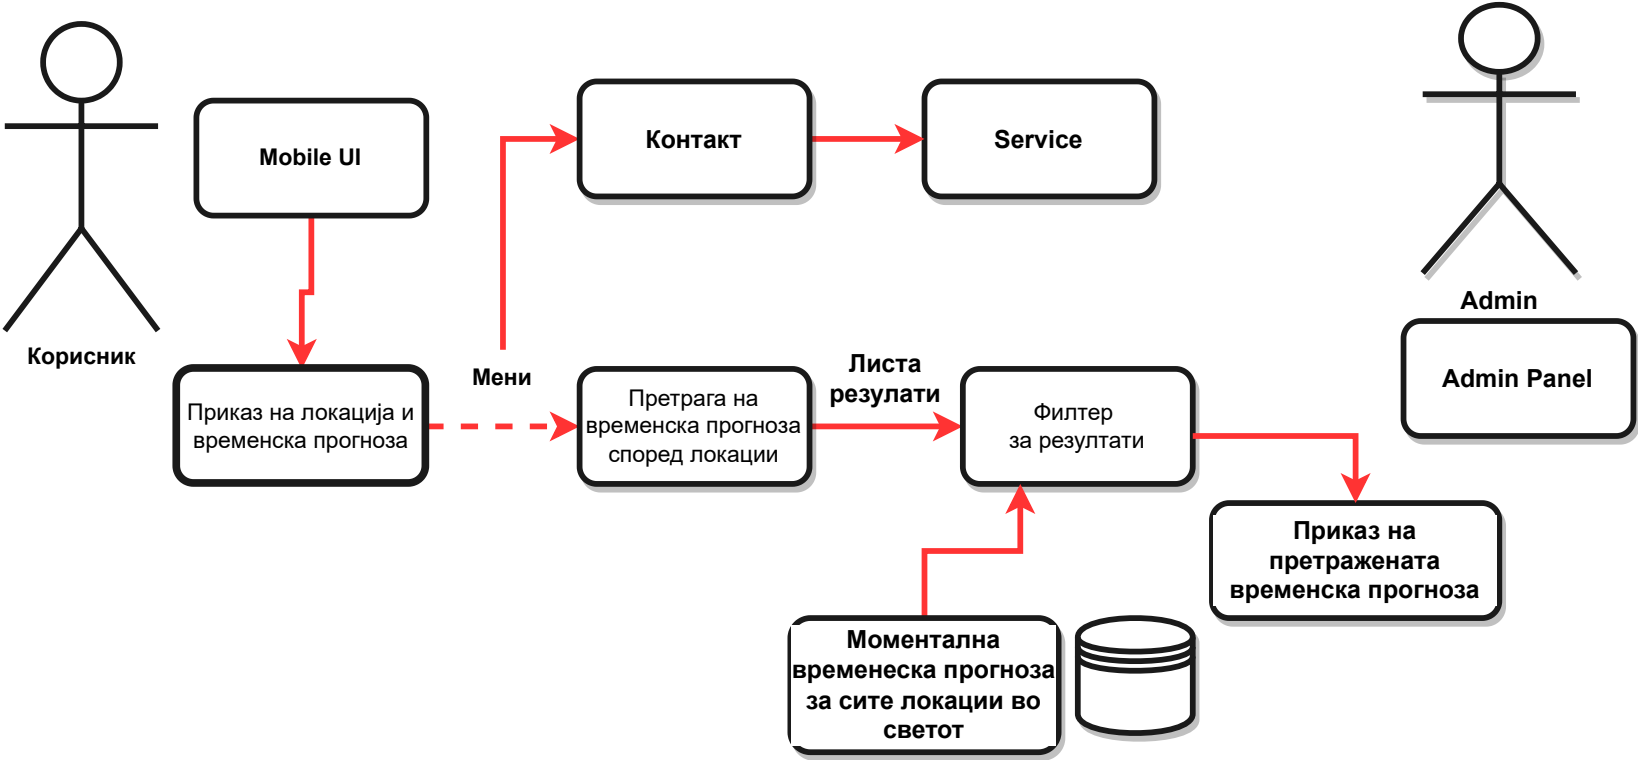 Mobile UI
Контакт
Service
Admin
Корисник
Приказ на локација и
временска прогноза
Мени
Претрага на
временска прогноза
според локации
Листа
резулати
Филтер
за резултати
Admin Panel
Приказ на
претражената
временска прогноза
Моментална
временеска прогноза
за сите локации во
светот